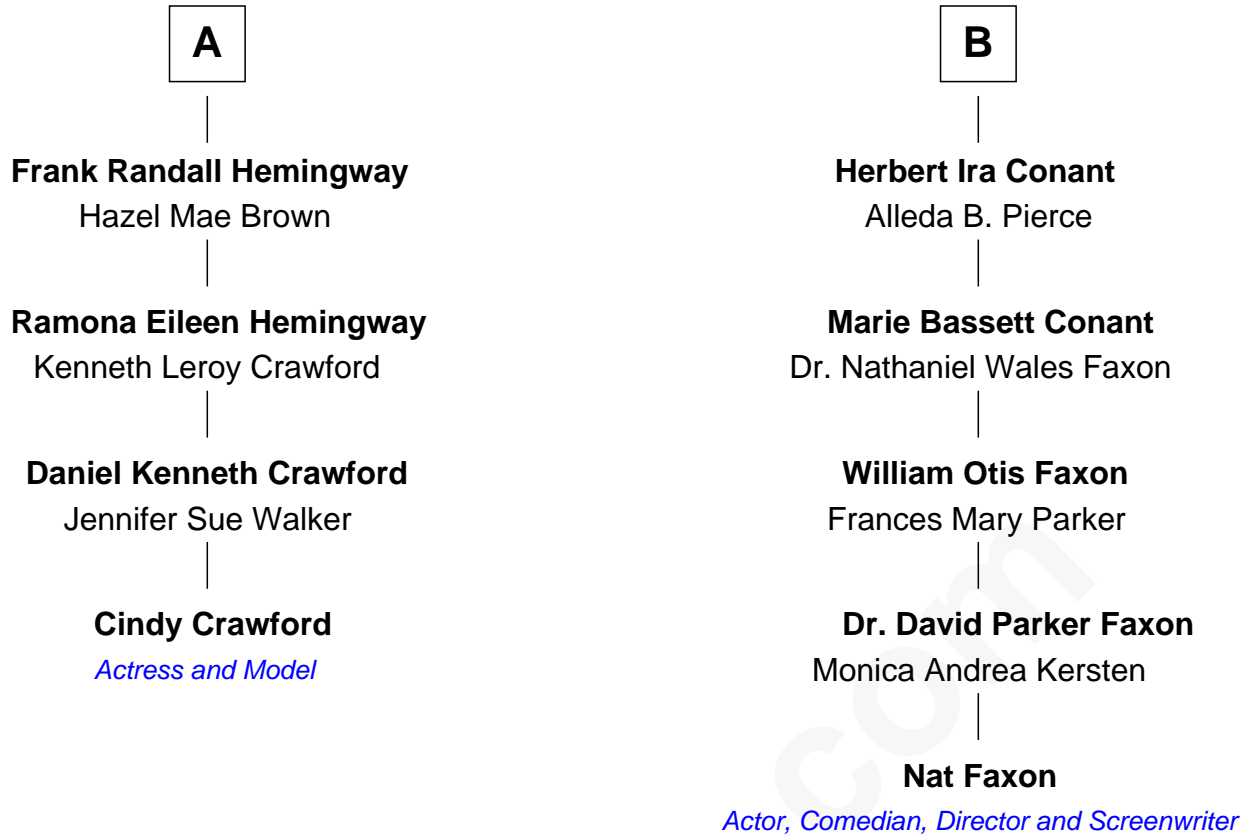 A
Frank Randall Hemingway
Hazel Mae Brown
Ramona Eileen Hemingway
Kenneth Leroy Crawford
Daniel Kenneth Crawford
Jennifer Sue Walker
Cindy Crawford
Actress and Model
B
Herbert Ira Conant
Alleda B. Pierce
Marie Bassett Conant
Dr. Nathaniel Wales Faxon
William Otis Faxon
Frances Mary Parker
Dr. David Parker Faxon
Monica Andrea Kersten
Nat Faxon
Actor, Comedian, Director and Screenwriter
com